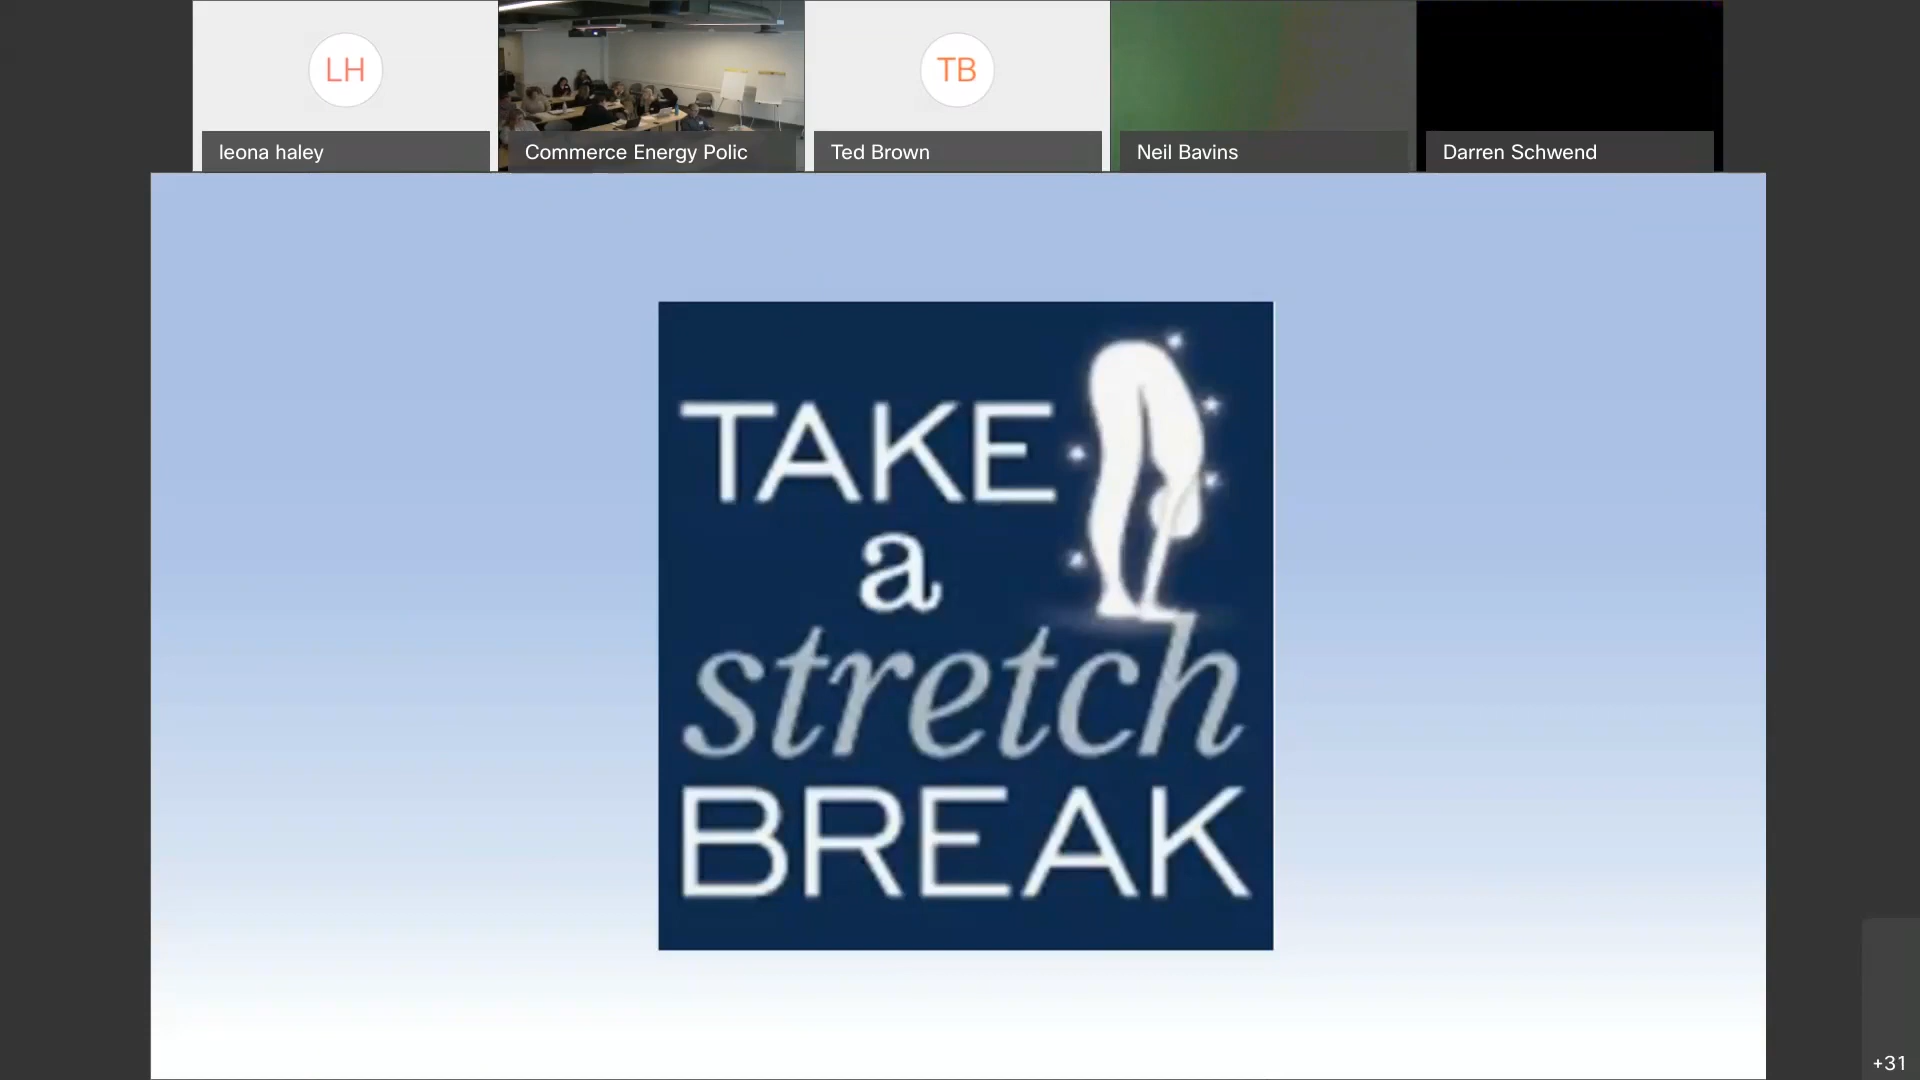 LH
TB
leona haley
Commerce Energy Polic
Ted Brown
Neil Bavins
Darren Schwend
TAKE
a
stretch
BREAK
+31